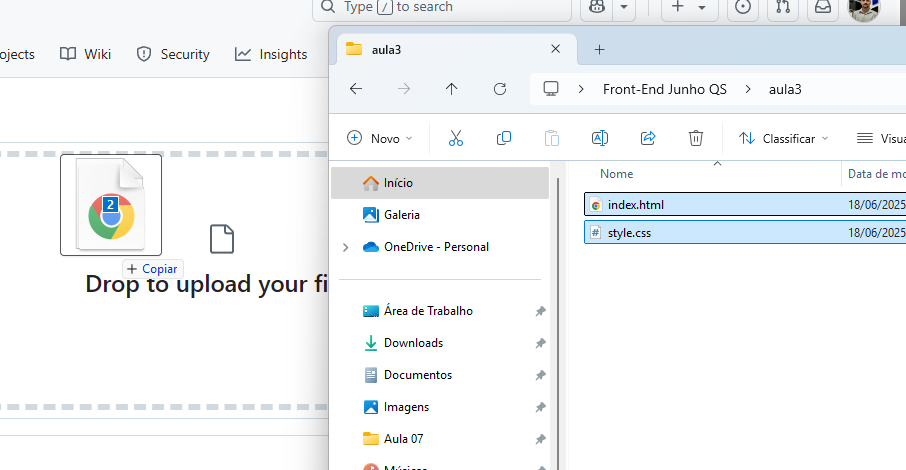 Type / to search
ojects
Wiki
Security
Insights
aula3
Front-End Junho QS
aula3
Novo
Classificar
Visu
Nome
Data de mo
index.html
18/06/2025
style.css
18/06/2025
Início
Galeria
OneDrive - Personal
Área de Trabalho
Downloads
Documentos
Imagens
Aula 07
Músicas
2
+ Copiar
Drop to upload your fi